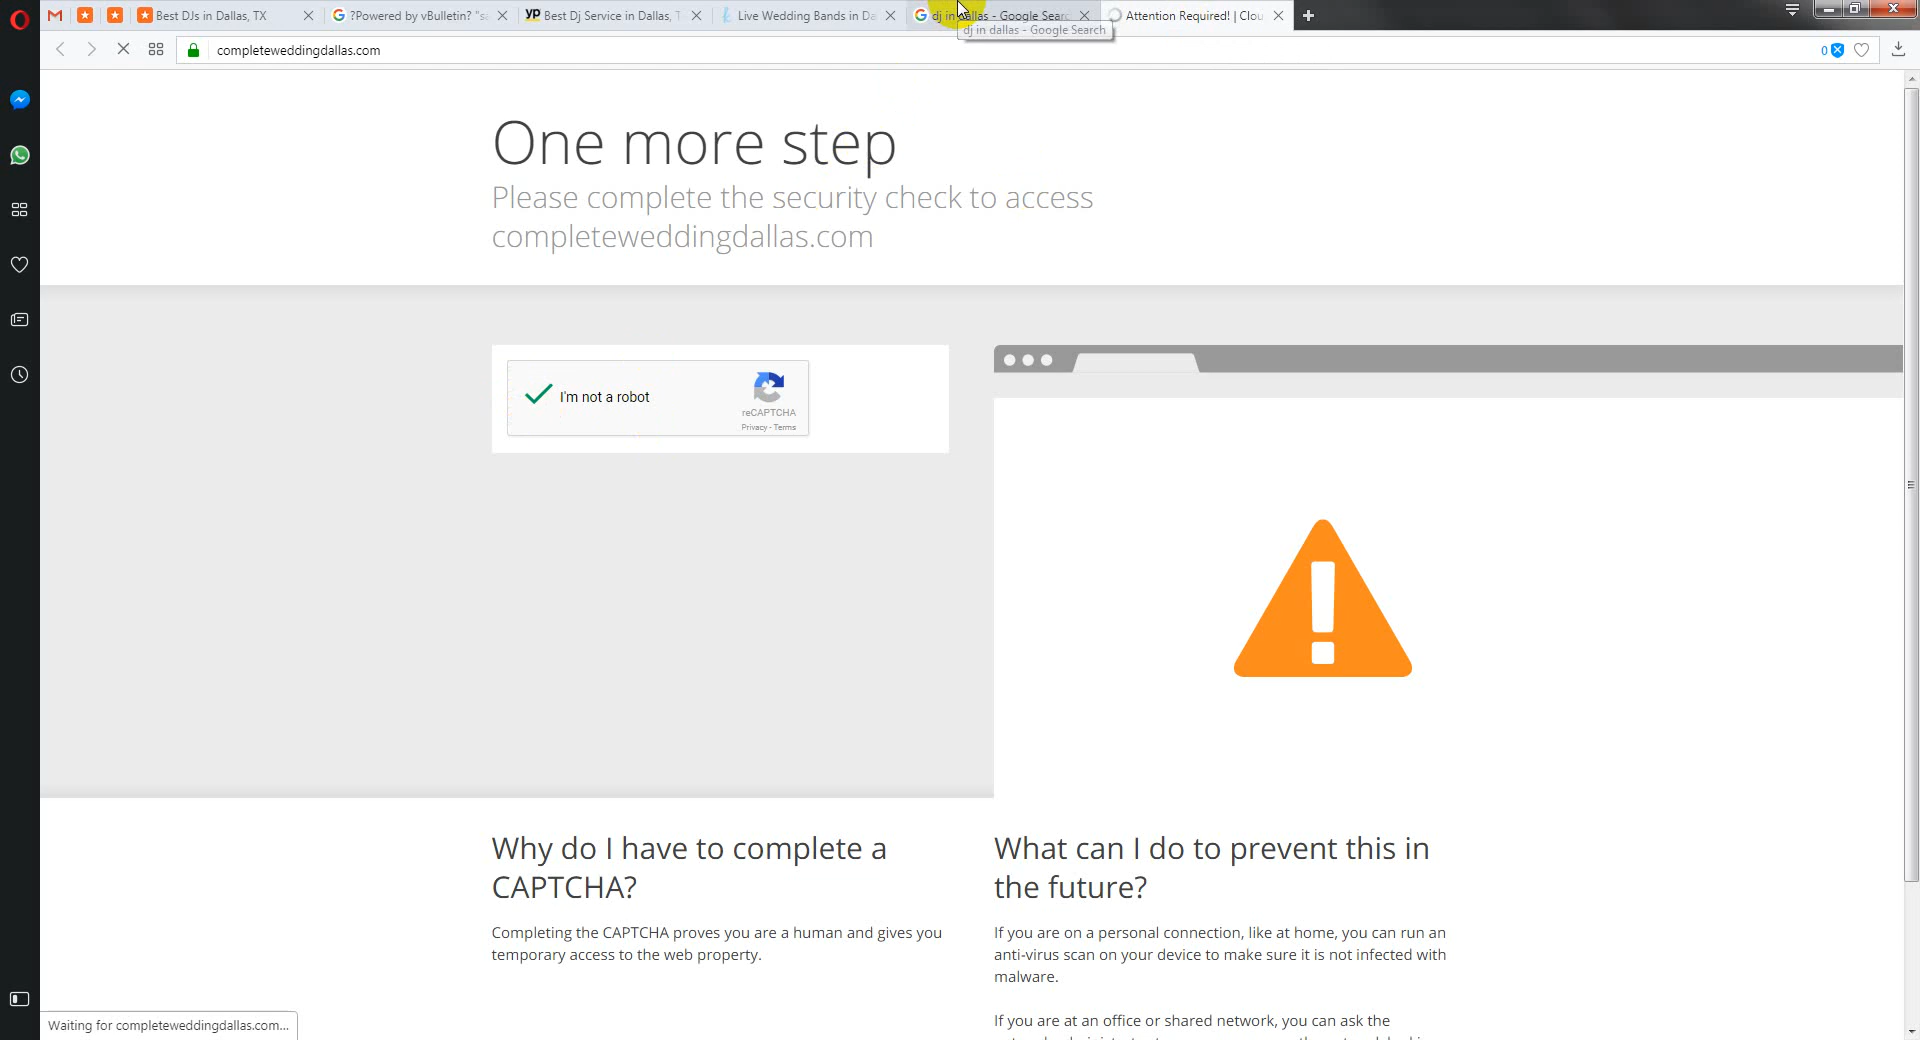 Best DJs in Dallas, TX
?Powered by vBulletin? "sa
yp Best Dj Service in Dallas, T
Live Wedding Bands in Da
dj in dallas - Google Searc
Attention Required! | Clou
dj in dallas - Google Search
completeweddingdallas.com
0
One more step
Please complete the security check to access
completeweddingdallas.com
I'm not a robot
reCAPTCHA
Privacy - Terms
Why do I have to complete a
CAPTCHA?
Completing the CAPTCHA proves you are a human and gives you
temporary access to the web property.
What can I do to prevent this in
the future?
If you are on a personal connection, like at home, you can run an
anti-virus scan on your device to make sure it is not infected with
malware.
If you are at an office or shared network, you can ask the
Waiting for completeweddingdallas.com...